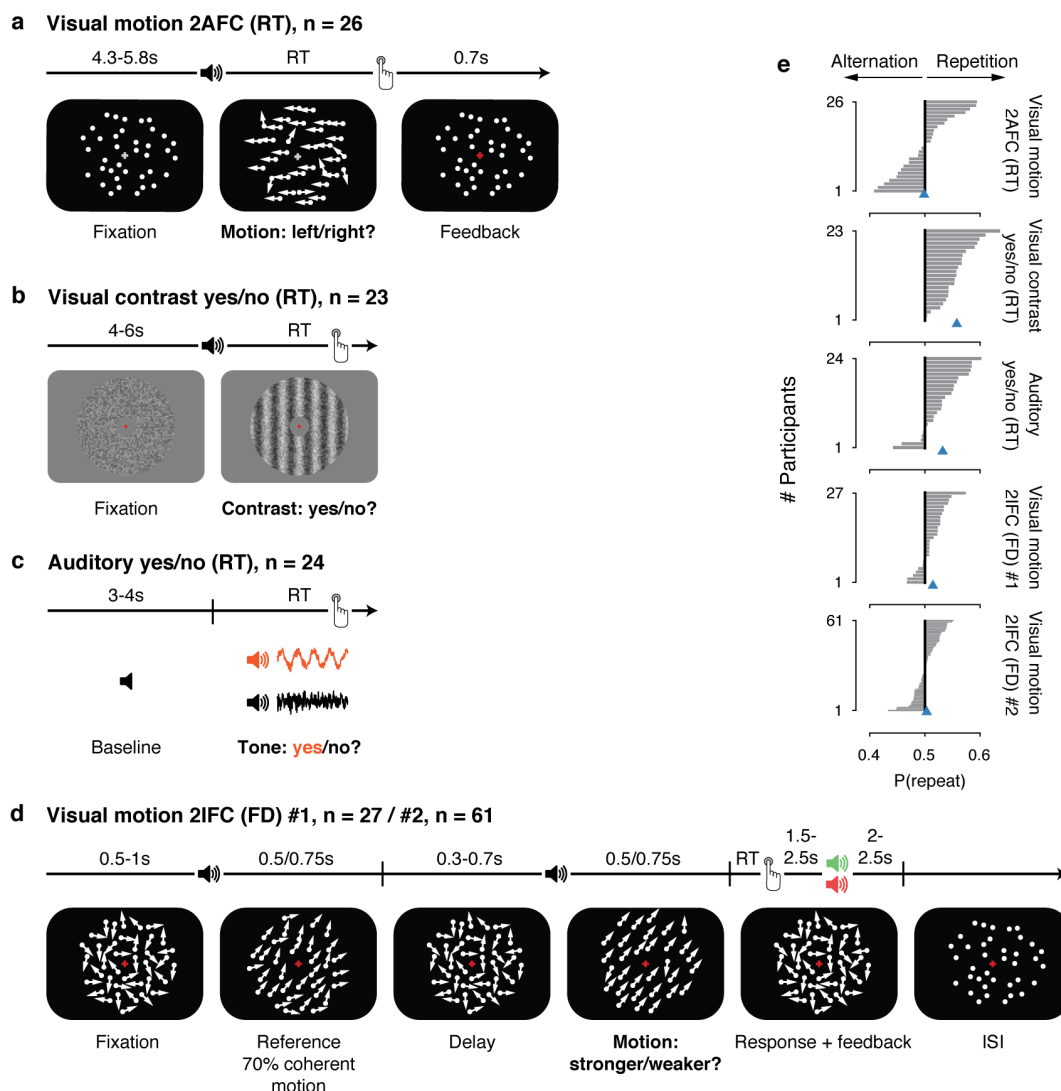 a Visual motion 2AFC (RT), n = 26
4.3-5.8s RT 0.7s
Fixation Motion: left/right? Feedback
b Visual contrast yes/no (RT), n = 23
4-6s RT
Fixation Contrast: yes/no?
c Auditory yes/no (RT), n = 24
3-4s RT
Baseline Tone: yes/no?
d Visual motion 2IFC (FD) #1, n = 27 / #2, n = 61
0.5-1s 0.5/0.75s 0.3-0.7s 0.5/0.75s RT 1.5-2.5s 2-2.5s
Fixation Reference Delay Motion: Response + feedback ISI
70% coherent stronger/weaker?
motion
e Alternation Repetition
26
1
Visual motion
2AFC (RT)
23
1
Visual contrast
yes/no (RT)
24
1
Auditory
yes/no (RT)
27
1
Visual motion
2IFC (FD) #1
61
1
Visual motion
2IFC (FD) #2
# Participants
0.4 0.5 0.6
P(repeat)